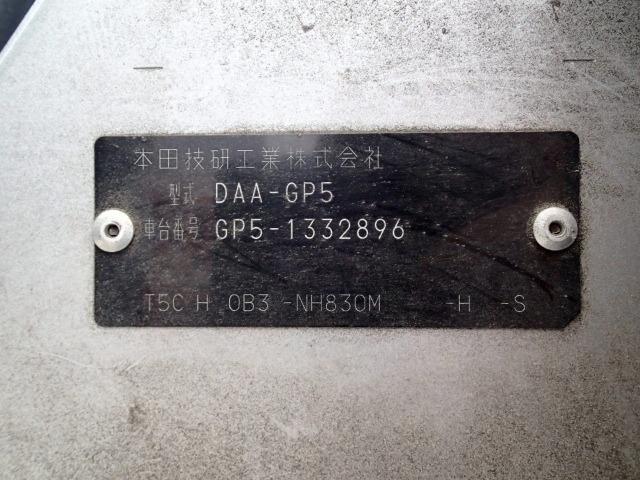 本田技研工業株式会社
型式 DAA-GP5
車台番号 GP5-1332896
T5C H 0B3 -NH830M -H -S